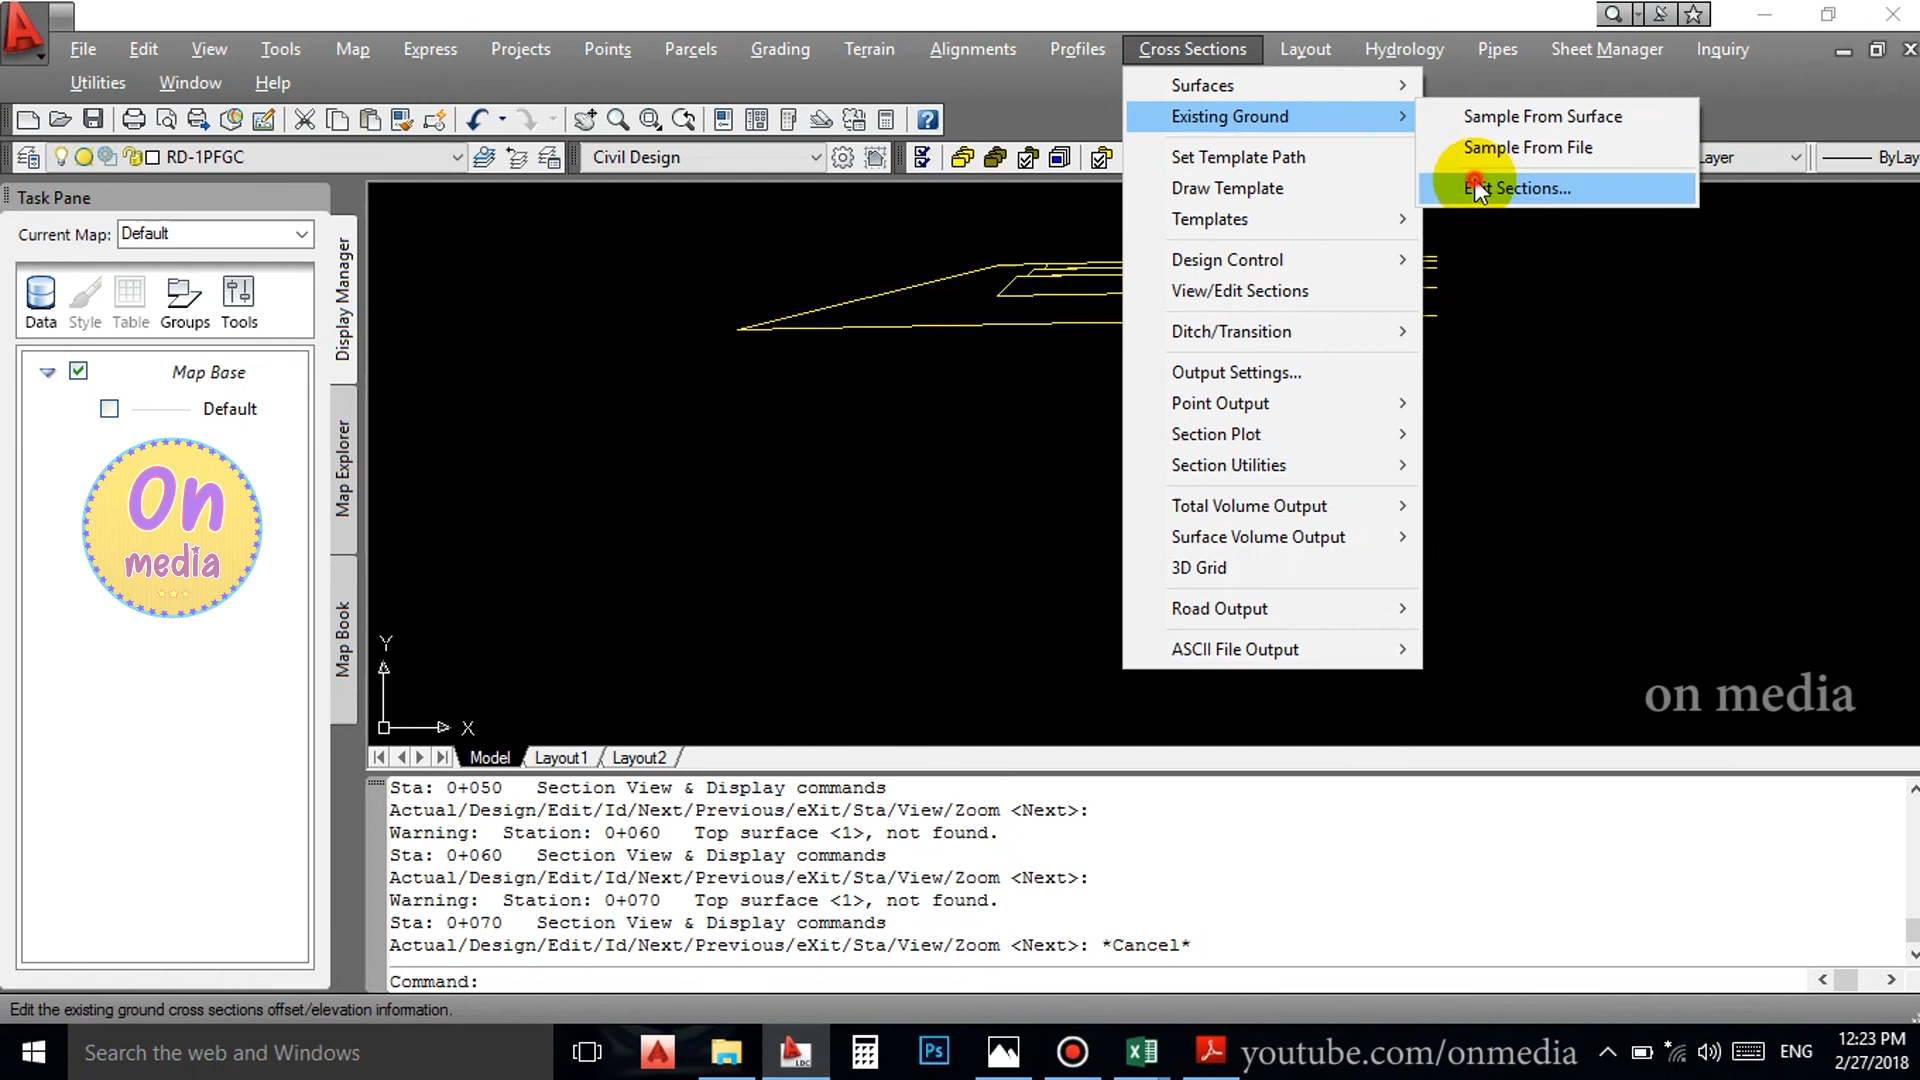 File Edit View Tools Map Express Projects Points Parcels Grading Terrain Alignments Profiles Cross Sections Layout Hydrology Pipes Sheet Manager Inquiry
Utilities Window Help
RD-1PFGC
Civil Design
ayer
ByLay
Task Pane
Current Map: Default
Data Style Table Groups Tools
Map Base
Default
Display Manager
Map Explorer
Map Book
On
media
Surfaces
Existing Ground
Set Template Path
Draw Template
Templates
Design Control
View/Edit Sections
Ditch/Transition
Output Settings...
Point Output
Section Plot
Section Utilities
Total Volume Output
Surface Volume Output
3D Grid
Road Output
ASCII File Output
Sample From Surface
Sample From File
Edit Sections...
Y
X
on media
Model Layout1 Layout2
Sta: 0+050 Section View & Display commands
Actual/Design/Edit/Id/Next/Previous/eXit/Sta/View/Zoom <Next>:
Warning: Station: 0+060 Top surface <1>, not found.
Sta: 0+060 Section View & Display commands
Actual/Design/Edit/Id/Next/Previous/eXit/Sta/View/Zoom <Next>:
Warning: Station: 0+070 Top surface <1>, not found.
Sta: 0+070 Section View & Display commands
Actual/Design/Edit/Id/Next/Previous/eXit/Sta/View/Zoom <Next>: *Cancel*
Command:
Edit the existing ground cross sections offset/elevation information.
Search the web and Windows
LDC
Ps
youtube.com/onmedia
ENG
12:23 PM
2/27/2018